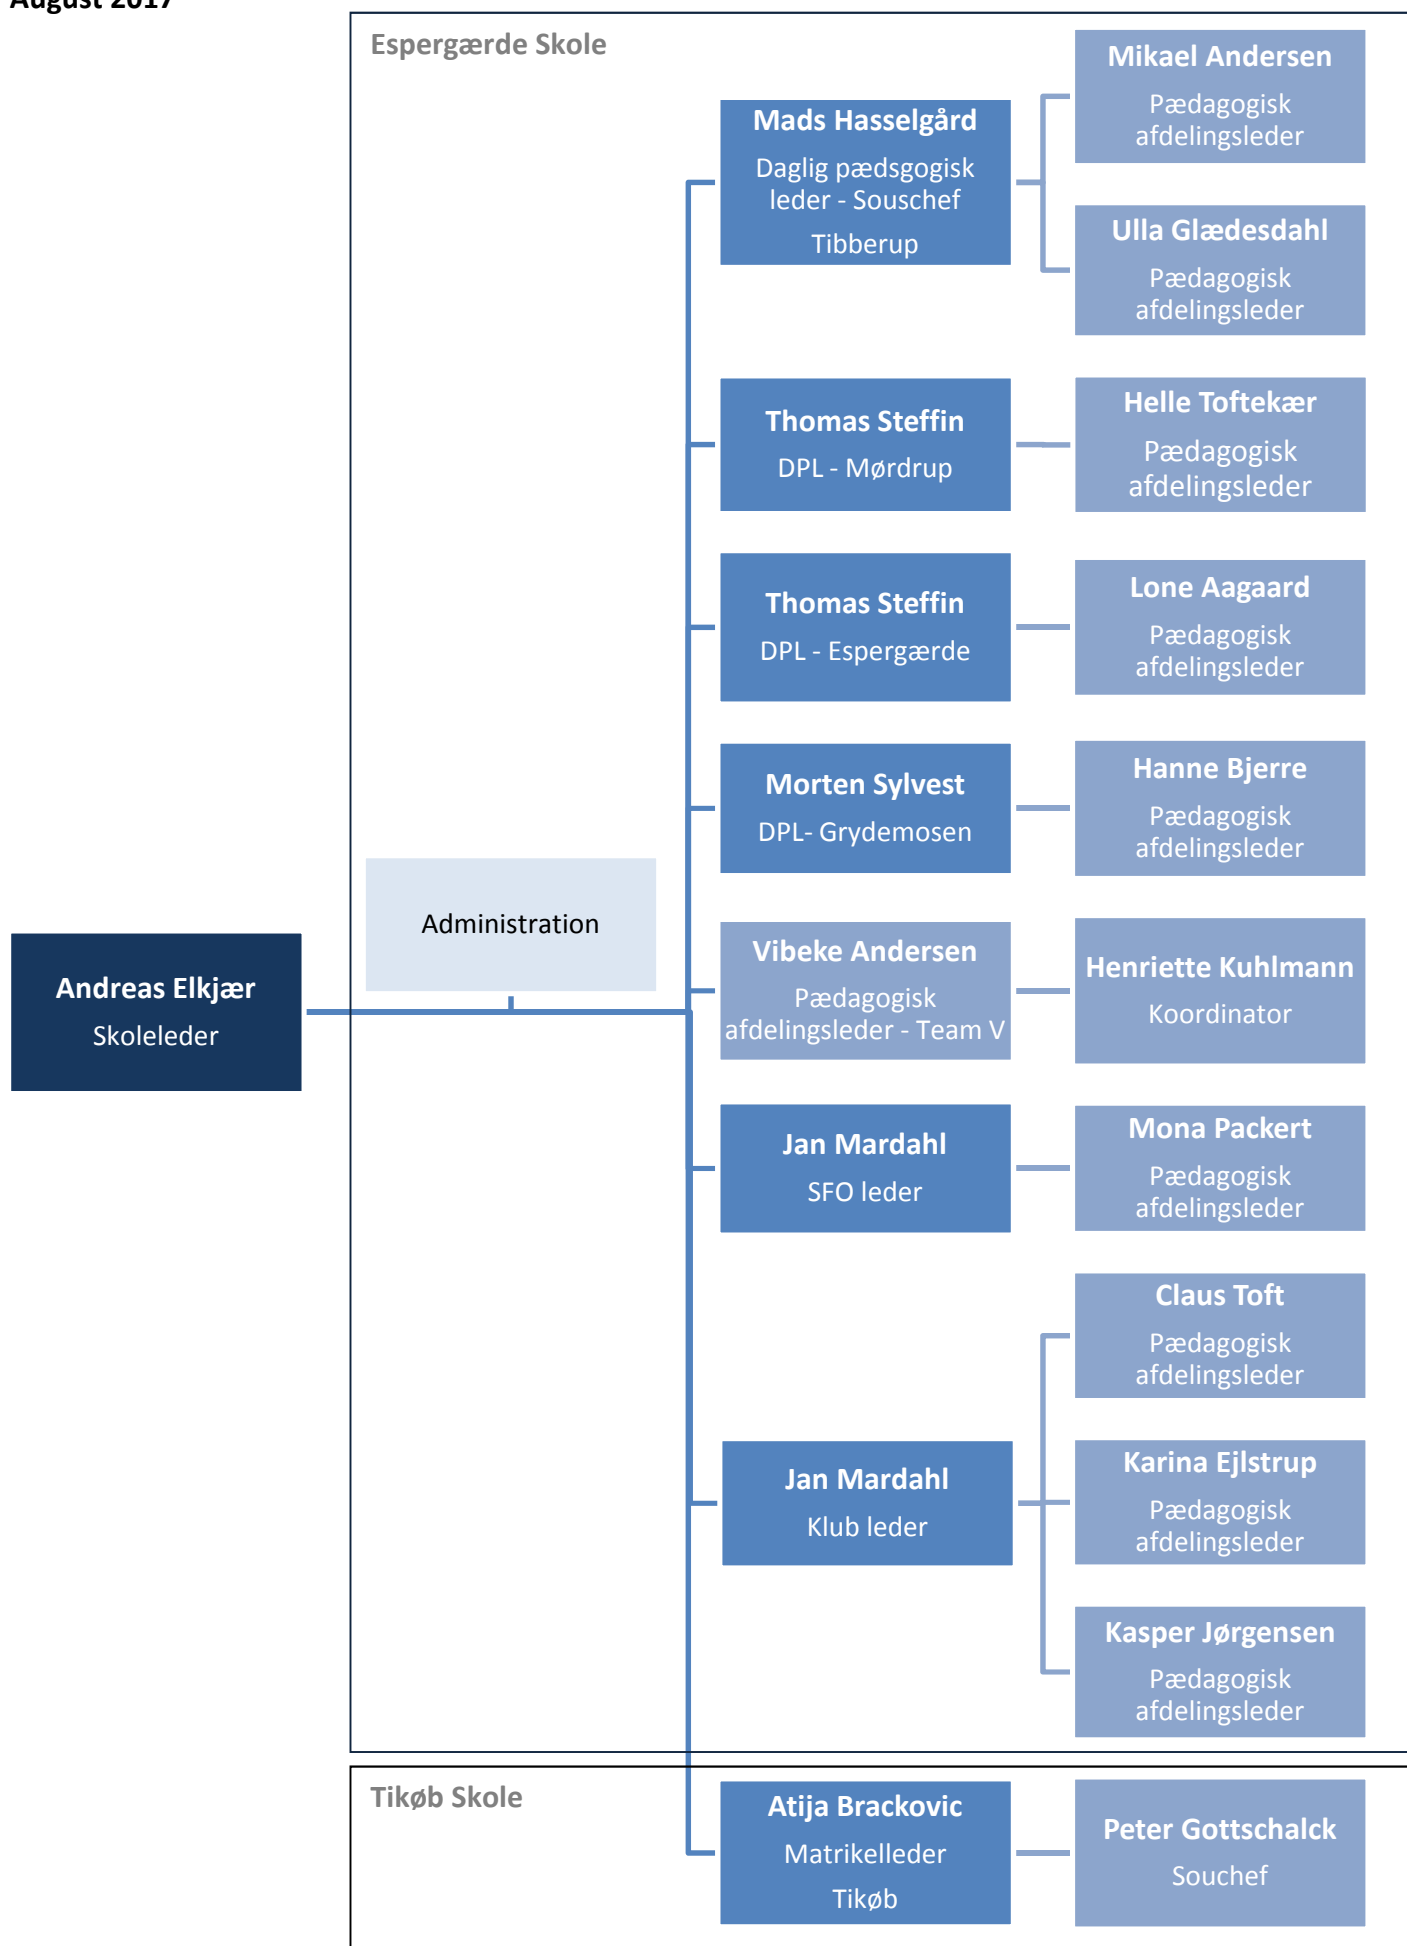 August 2017
Espergærde Skole
Mads Hasselgård
Daglig pædsgogisk
leder - Souschef
Tibberup
Mikael Andersen
Pædagogisk
afdelingsleder
Ulla Glædesdahl
Pædagogisk
afdelingsleder
Thomas Steffin
DPL - Mørdrup
Helle Toftekær
Pædagogisk
afdelingsleder
Thomas Steffin
DPL - Espergærde
Lone Aagaard
Pædagogisk
afdelingsleder
Morten Sylvest
DPL- Grydemosen
Hanne Bjerre
Pædagogisk
afdelingsleder
Administration
Andreas Elkjær
Skoleleder
Vibeke Andersen
Pædagogisk
afdelingsleder - Team V
Henriette Kuhlmann
Koordinator
Jan Mardahl
SFO leder
Mona Packert
Pædagogisk
afdelingsleder
Jan Mardahl
Klub leder
Claus Toft
Pædagogisk
afdelingsleder
Karina Ejlstrup
Pædagogisk
afdelingsleder
Kasper Jørgensen
Pædagogisk
afdelingsleder
Tikøb Skole
Atija Brackovic
Matrikelleder
Tikøb
Peter Gottschalck
Souchef